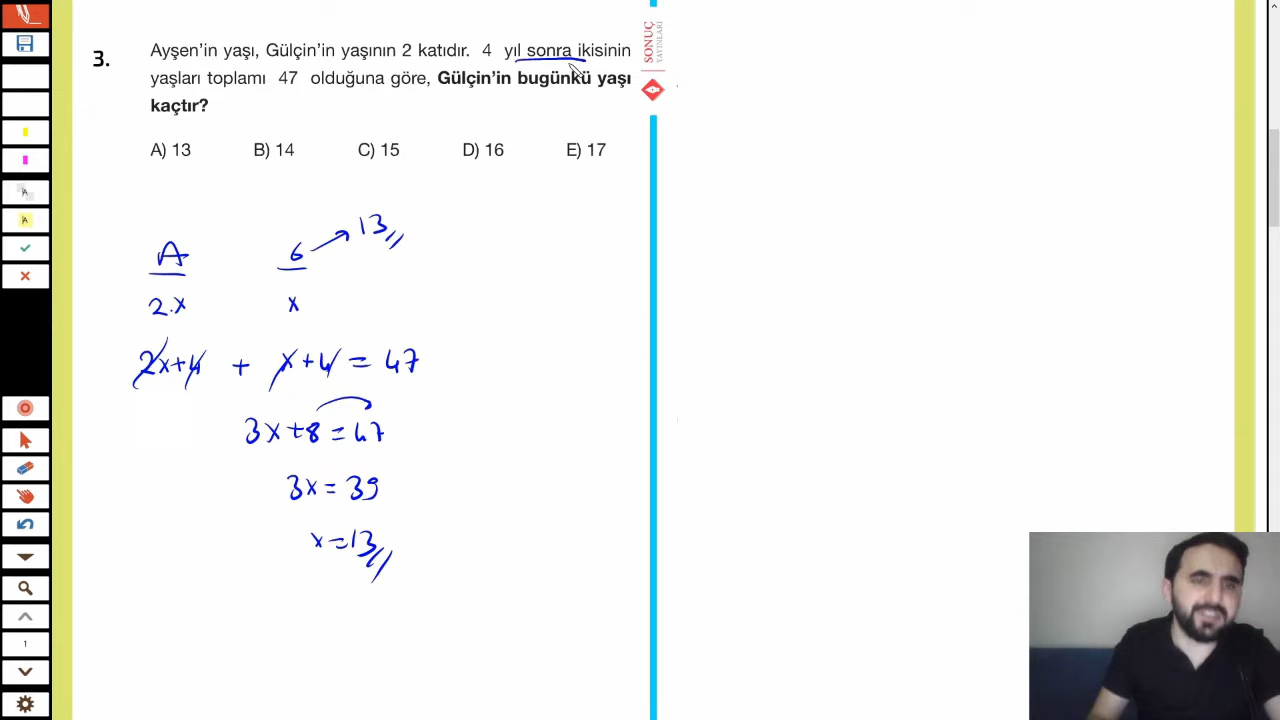 3. Ayşen’in yaşı, Gülçin’in yaşının 2 katıdır. 4 yıl sonra ikisinin
yaşları toplamı 47 olduğuna göre, Gülçin’in bugünkü yaşı
kaçtır?
A) 13 B) 14 C) 15 D) 16 E) 17
SONUÇ
YAYINLARI
A G → 13
2.x x
2x+4 + x+4 = 47
3x+8=47
3x=39
x=13
1